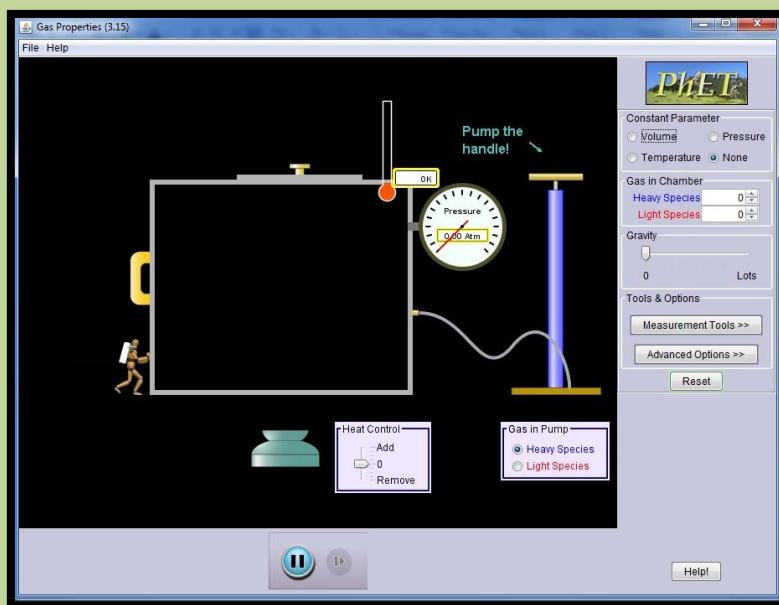 Gas Properties (3.15)
File Help
PhET
Pump the
handle!
0K
Pressure
0.00 Atm
Constant Parameter
Volume Pressure
Temperature None
Gas in Chamber
Heavy Species 0
Light Species 0
Gravity
0 Lots
Tools & Options
Measurement Tools >>
Advanced Options >>
Reset
Heat Control
Add
0
Remove
Gas in Pump
Heavy Species
Light Species
Help!